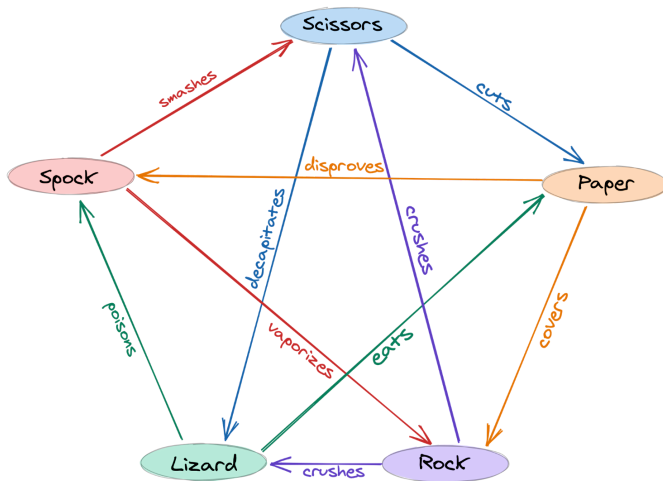 Scissors
smashes
cuts
Spock
disproves
Paper
decapitates
crushes
poisons
vaporizes
eats
covers
Lizard
crushes
Rock